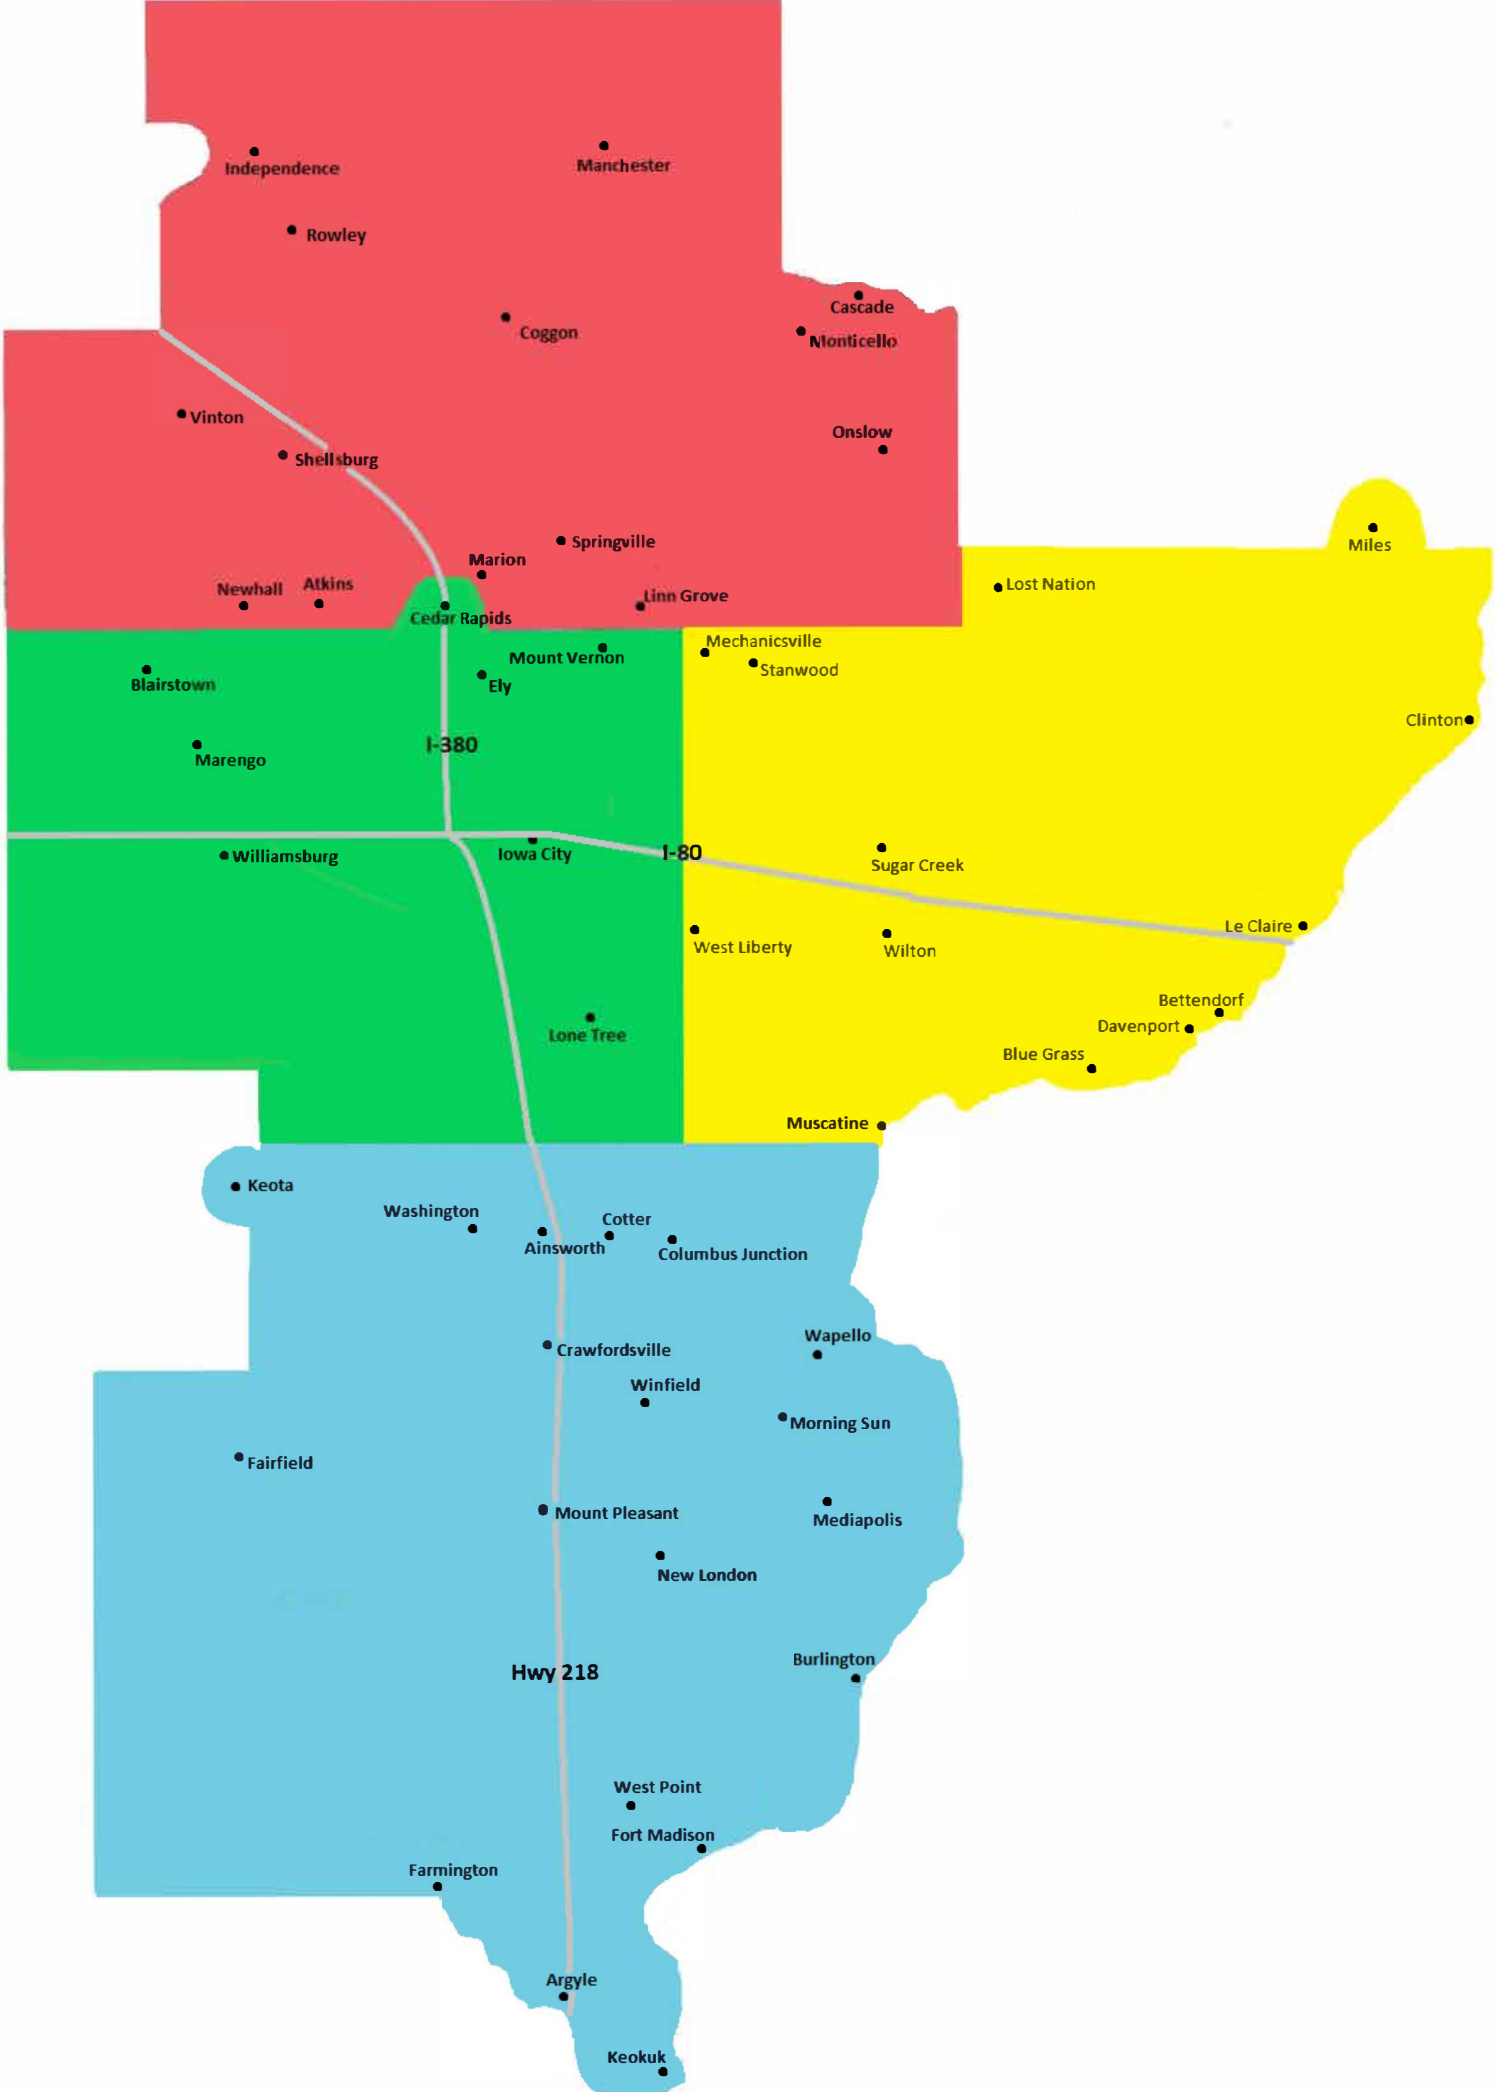 Independence
Manchester
Rowley
Cascade
Coggon
Monticello
Vinton
Onslow
Shellsburg
Springville
Marion
Miles
Newhall
Atkins
Linn Grove
Lost Nation
Cedar Rapids
Mechanicsville
Mount Vernon
Stanwood
Blairstown
Ely
Clinton
I-380
Marengo
Iowa City
I-80
Williamsburg
Sugar Creek
Le Claire
West Liberty
Wilton
Bettendorf
Davenport
Lone Tree
Blue Grass
Muscatine
Keota
Washington
Cotter
Ainsworth
Columbus Junction
Wapello
Crawfordsville
Winfield
Morning Sun
Fairfield
Mount Pleasant
Mediapolis
New London
Burlington
Hwy 218
West Point
Fort Madison
Farmington
Argyle
Keokuk